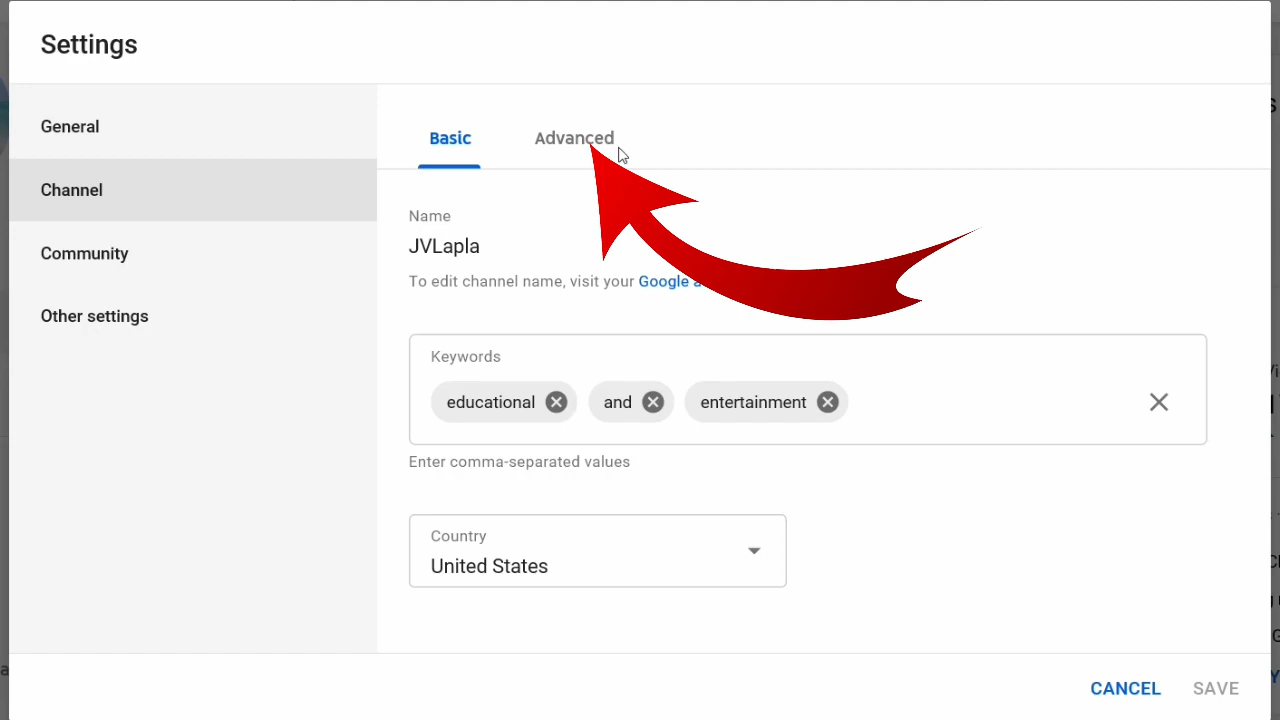 Settings
General
Channel
Community
Other settings
Basic Advanced
Name
JVLapla
To edit channel name, visit your Google
Keywords
educational and entertainment
Enter comma-separated values
Country
United States
CANCEL SAVE